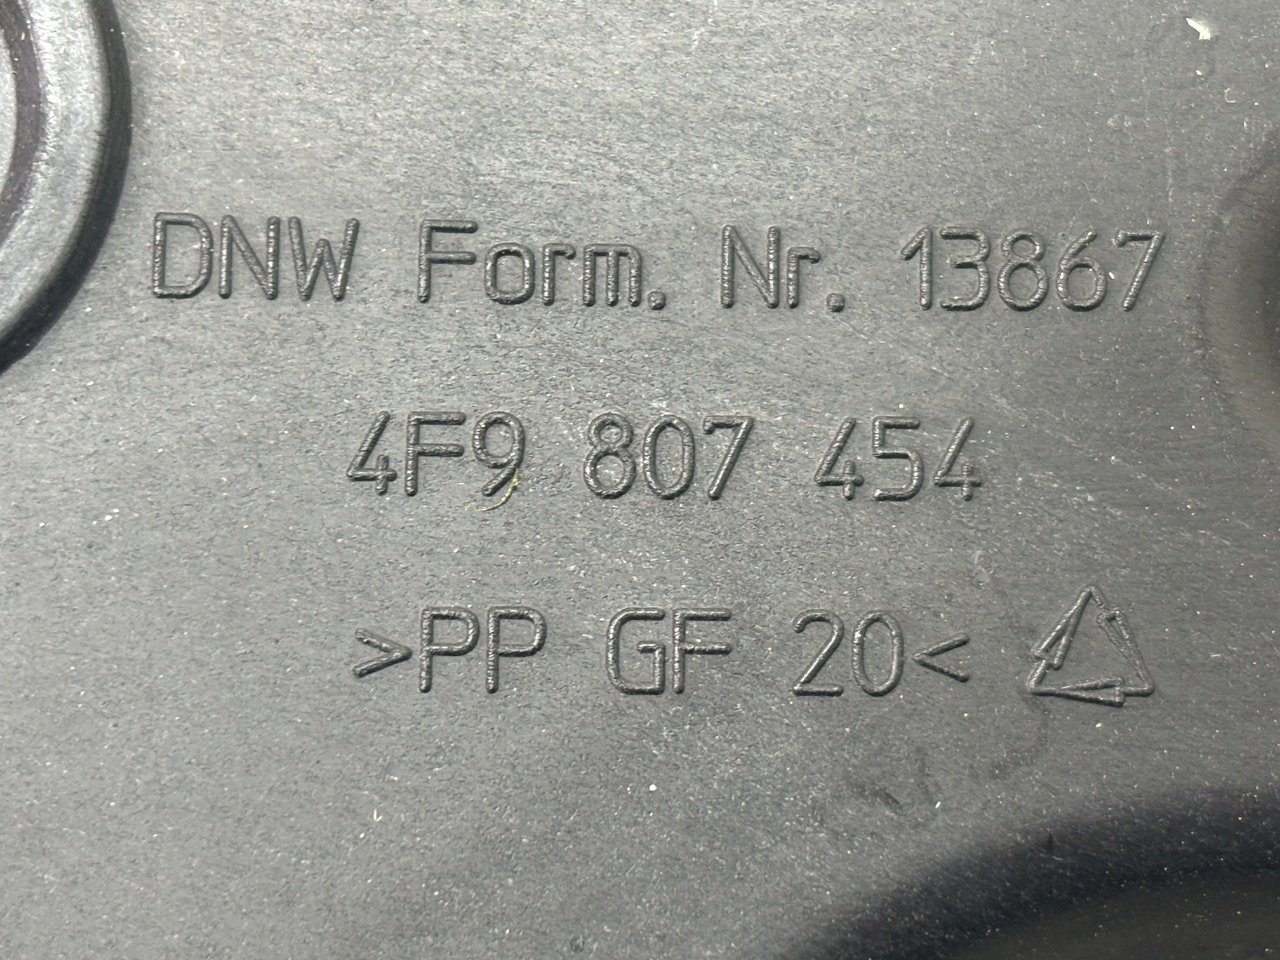 DNW Form. Nr. 13867
4F9 807 454
>PP GF 20<